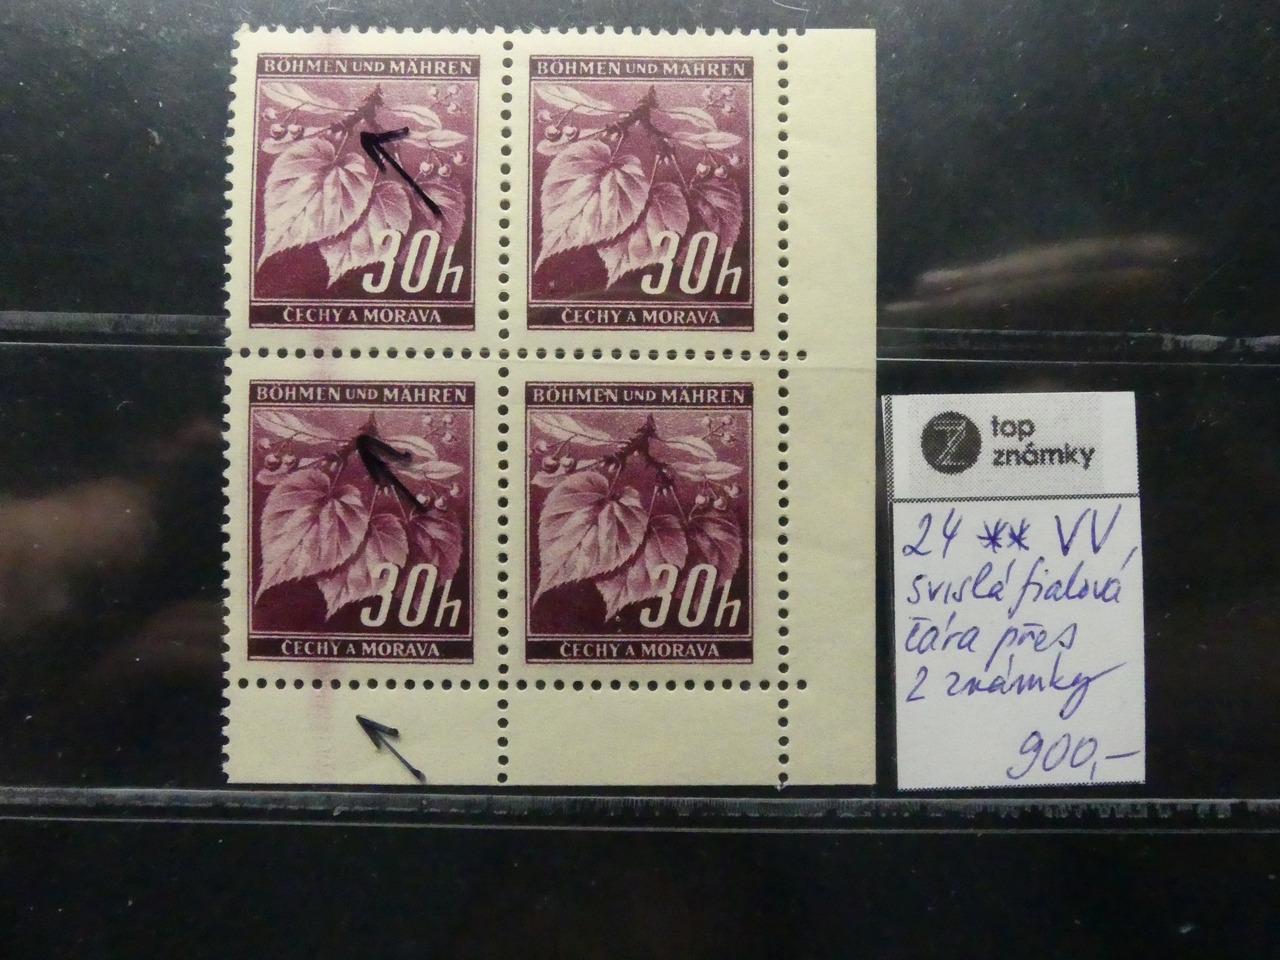 BÖHMEN UND MÄHREN
30h
ČECHY A MORAVA
BÖHMEN UND MÄHREN
30h
ČECHY A MORAVA
BÖHMEN UND MÄHREN
30h
ČECHY A MORAVA
BÖHMEN UND MÄHREN
30h
ČECHY A MORAVA
Z top
známky
24 ** VV,
svislá fialová
čára přes
2 známky
900,-